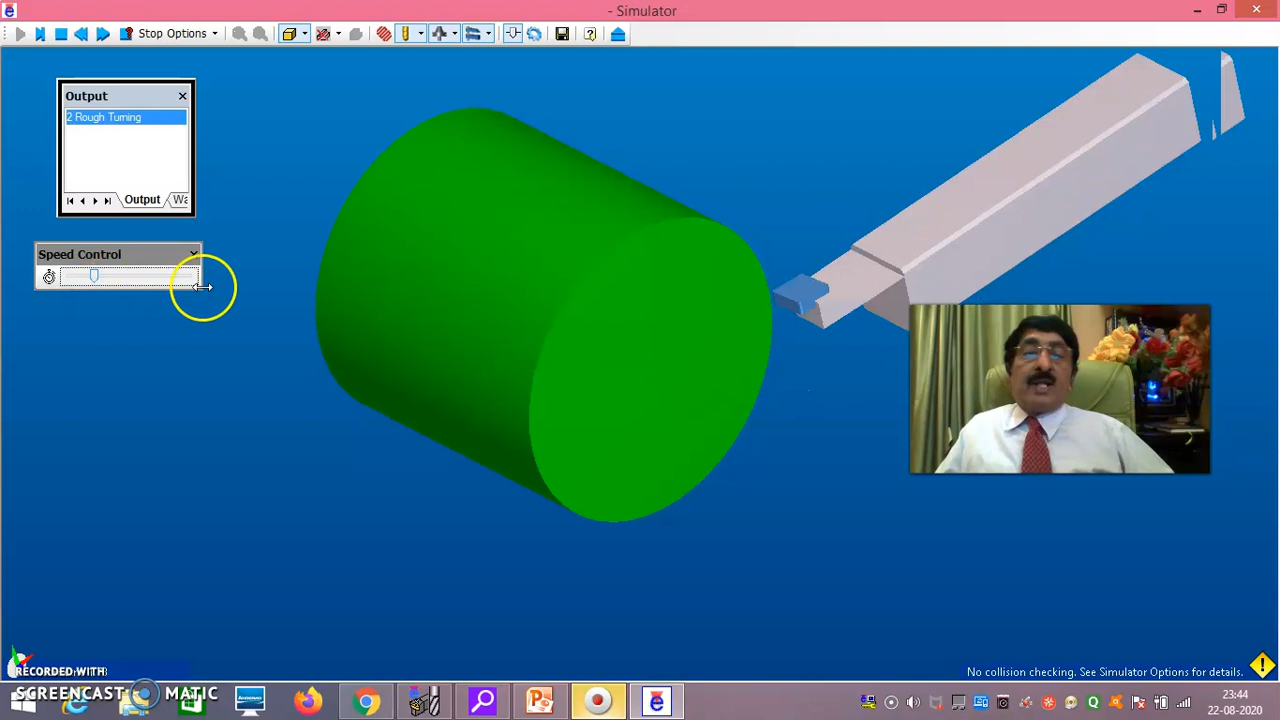 - Simulator
Stop Options
Output
2 Rough Turning
Output
Speed Control
RECORDED WITH
SCREENCAST MATIC
No collision checking. See Simulator Options for details.
23:44
22-08-2020